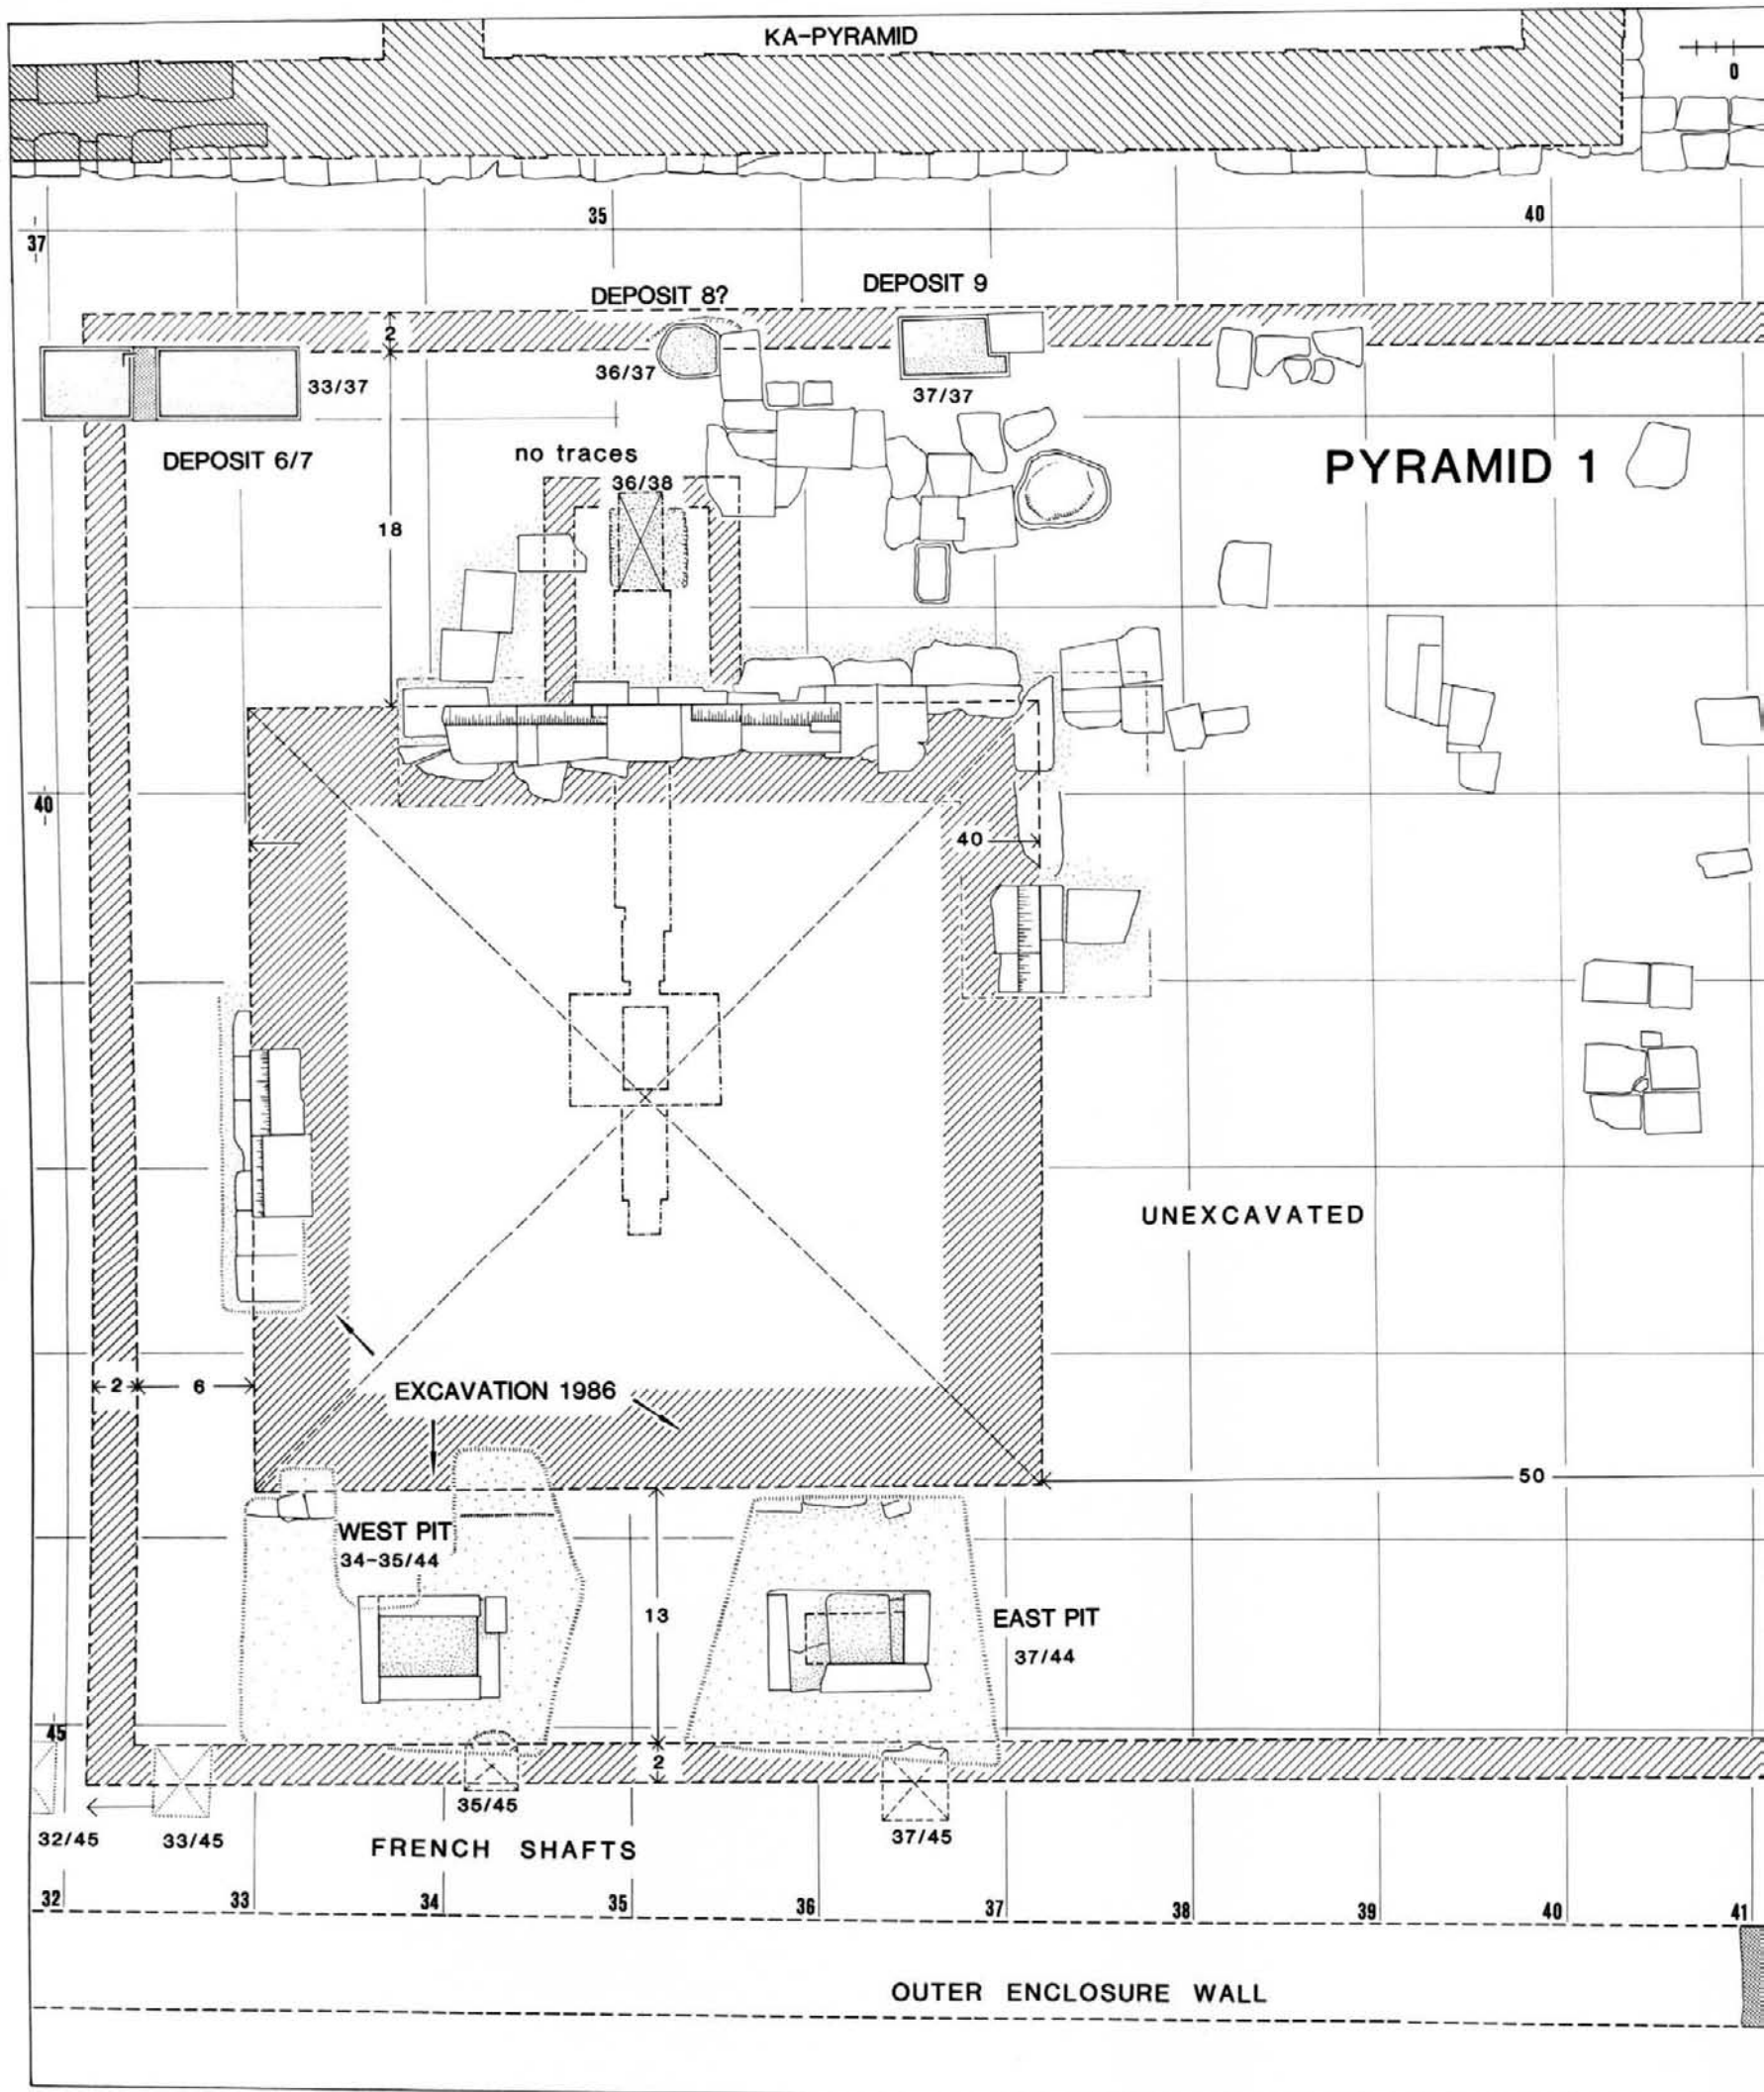 KA-PYRAMID
0
35
40
37
DEPOSIT 8?
DEPOSIT 9
2
36/37
33/37
37/37
DEPOSIT 6/7
no traces
36/38
PYRAMID 1
18
40
40
UNEXCAVATED
2
6
EXCAVATION 1986
50
WEST PIT
34-35/44
13
EAST PIT
37/44
45
2
35/45
32/45
33/45
37/45
FRENCH SHAFTS
32
33
34
35
36
37
38
39
40
41
OUTER ENCLOSURE WALL